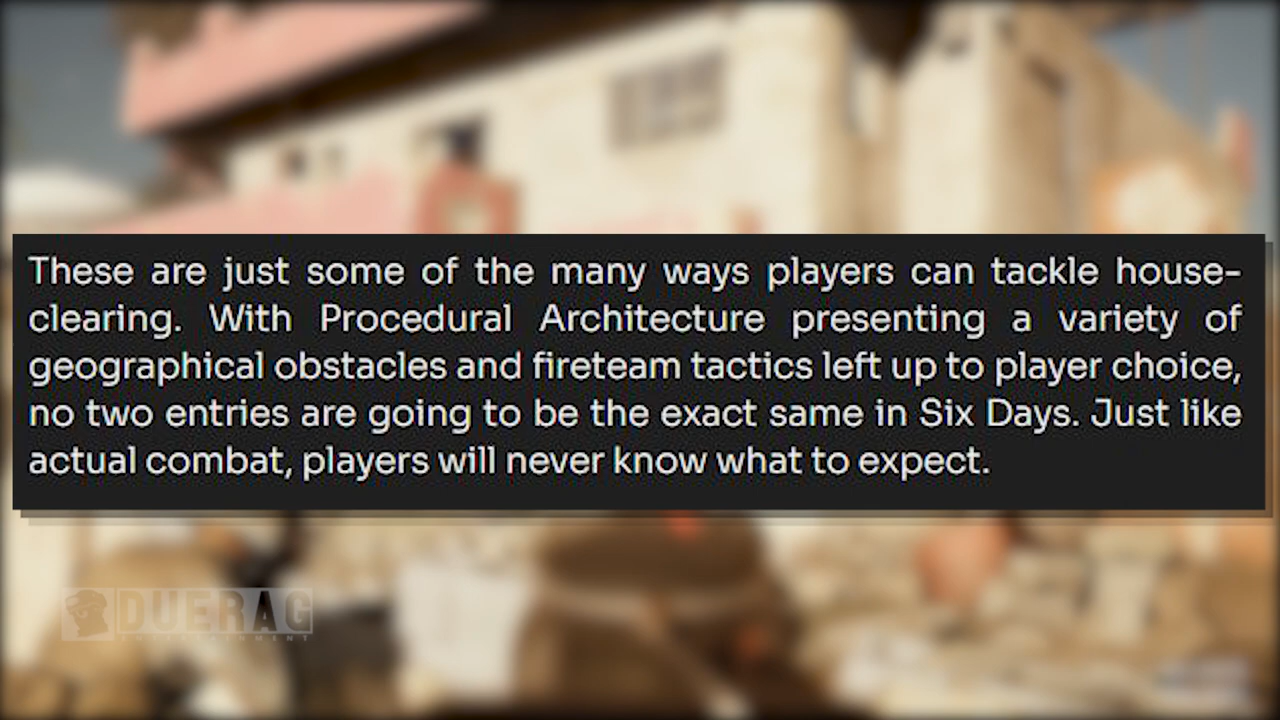 These are just some of the many ways players can tackle house-
clearing. With Procedural Architecture presenting a variety of
geographical obstacles and fireteam tactics left up to player choice,
no two entries are going to be the exact same in Six Days. Just like
actual combat, players will never know what to expect.
DUERAG
ENTERTAINMENT